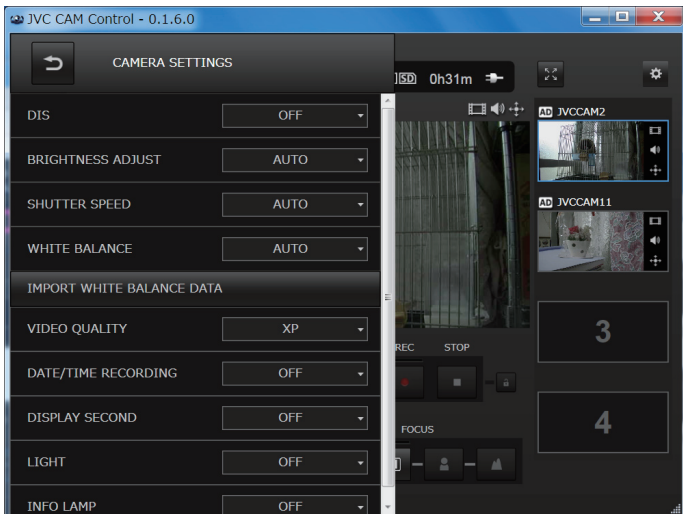 JVC CAM Control - 0.1.6.0
CAMERA SETTINGS
SD 0h31m
DIS OFF
BRIGHTNESS ADJUST AUTO
SHUTTER SPEED AUTO
WHITE BALANCE AUTO
IMPORT WHITE BALANCE DATA
VIDEO QUALITY XP
DATE/TIME RECORDING OFF
DISPLAY SECOND OFF
LIGHT OFF
INFO LAMP OFF
REC STOP
FOCUS
AD JVCCAM2
AD JVCCAM11
3
4